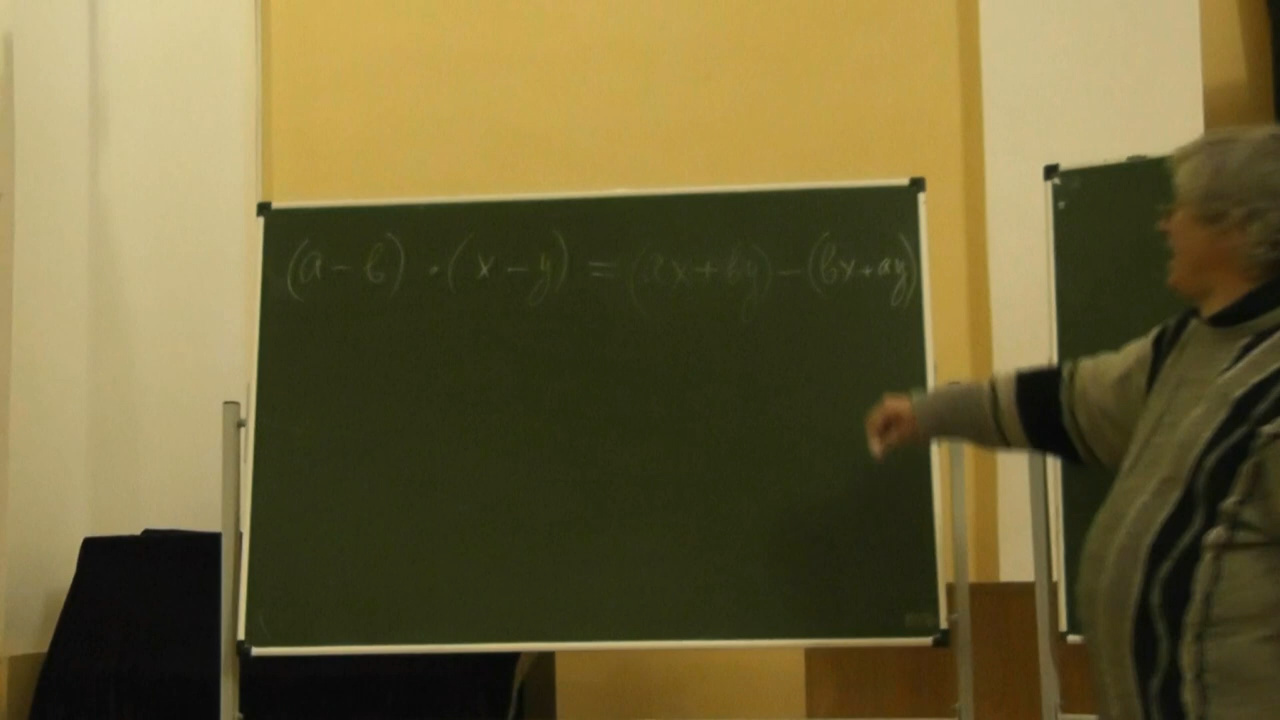 (a - b) · (x - y) = (ax + by) - (bx + ay)